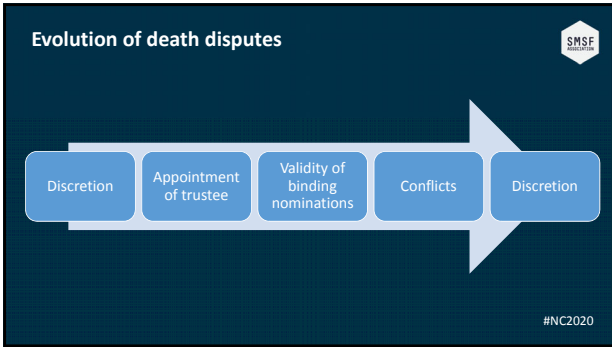 Evolution of death disputes
SMSF
ASSOCIATION
Discretion
Appointment
of trustee
Validity of
binding
nominations
Conflicts
Discretion
#NC2020